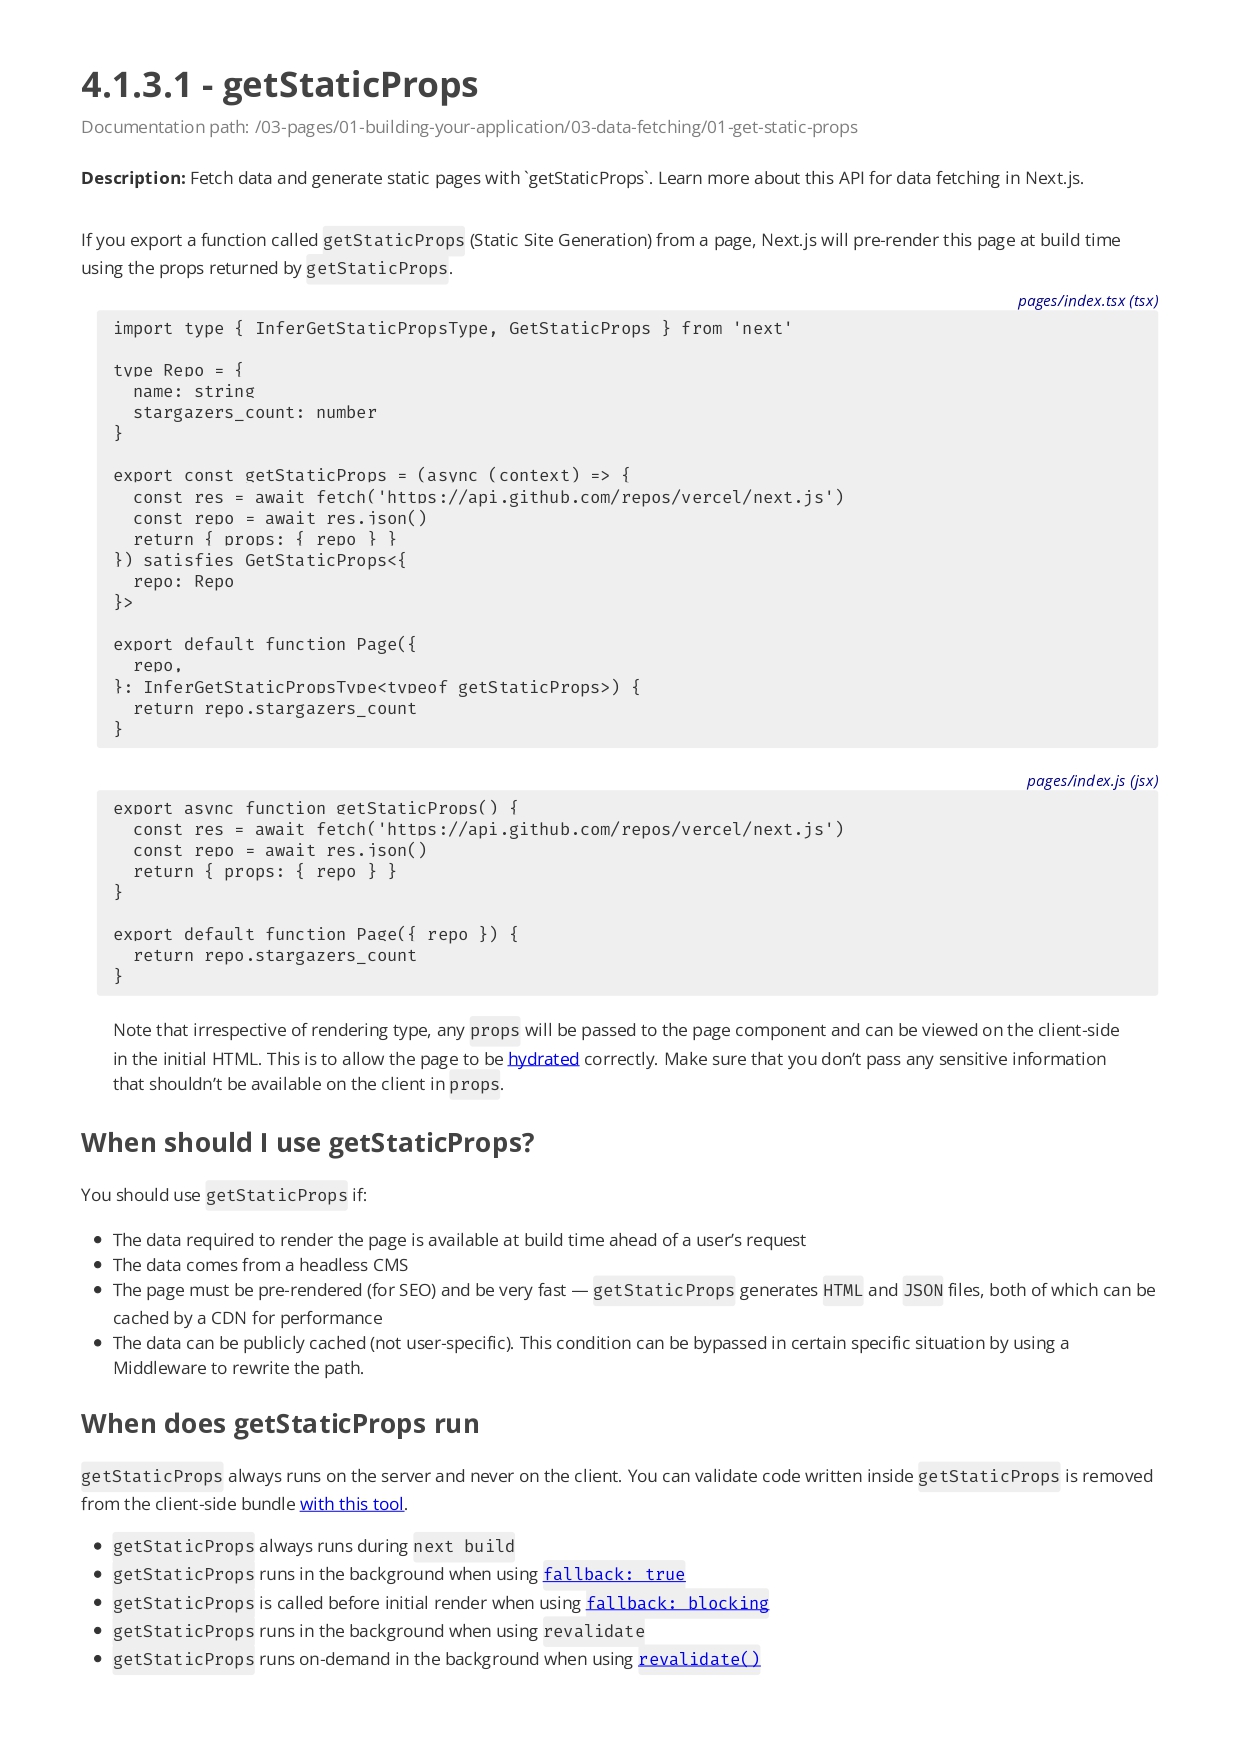 4.1.3.1 - getStaticProps
Documentation path: /03-pages/01-building-your-application/03-data-fetching/01-get-static-props
Description: Fetch data and generate static pages with `getStaticProps`. Learn more about this API for data fetching in Next.js.
If you export a function called getStaticProps (Static Site Generation) from a page, Next.js will pre-render this page at build time
using the props returned by getStaticProps.
pages/index.tsx (tsx)
import type { InferGetStaticPropsType, GetStaticProps } from 'next'
type Repo = {
  name: string
  stargazers_count: number
}
export const getStaticProps = (async (context) => {
  const res = await fetch('https://api.github.com/repos/vercel/next.js')
  const repo = await res.json()
  return { props: { repo } }
}) satisfies GetStaticProps<{
  repo: Repo
}>
export default function Page({
  repo,
}: InferGetStaticPropsType<typeof getStaticProps>) {
  return repo.stargazers_count
}
pages/index.js (jsx)
export async function getStaticProps() {
  const res = await fetch('https://api.github.com/repos/vercel/next.js')
  const repo = await res.json()
  return { props: { repo } }
}
export default function Page({ repo }) {
  return repo.stargazers_count
}
Note that irrespective of rendering type, any props will be passed to the page component and can be viewed on the client-side
in the initial HTML. This is to allow the page to be hydrated correctly. Make sure that you don’t pass any sensitive information
that shouldn’t be available on the client in props.
When should I use getStaticProps?
You should use getStaticProps if:
● The data required to render the page is available at build time ahead of a user’s request
● The data comes from a headless CMS
● The page must be pre-rendered (for SEO) and be very fast — getStaticProps generates HTML and JSON files, both of which can be
cached by a CDN for performance
● The data can be publicly cached (not user-specific). This condition can be bypassed in certain specific situation by using a
Middleware to rewrite the path.
When does getStaticProps run
getStaticProps always runs on the server and never on the client. You can validate code written inside getStaticProps is removed
from the client-side bundle with this tool.
● getStaticProps always runs during next build
● getStaticProps runs in the background when using fallback: true
● getStaticProps is called before initial render when using fallback: blocking
● getStaticProps runs in the background when using revalidate
● getStaticProps runs on-demand in the background when using revalidate()